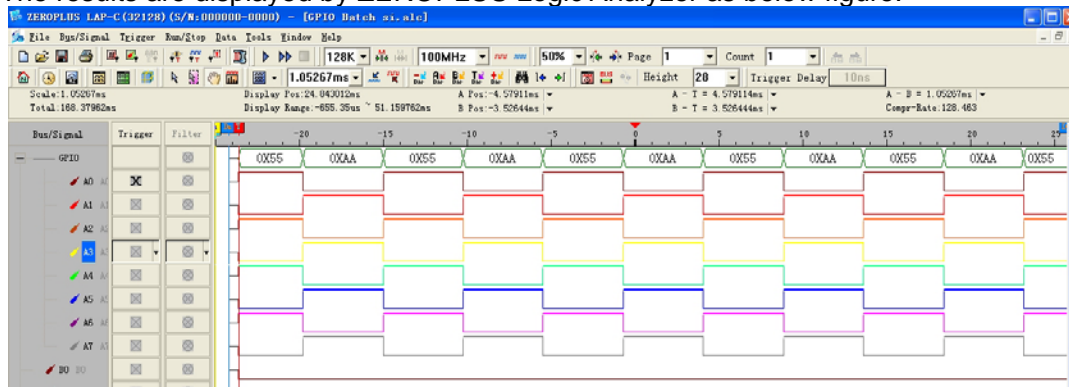 The results are displayed by ZEROPLUS Logic Analyzer as below figure.
ZEROPLUS LAP-C(32128) (S/N:000000-0000) - [GPIO Batch si.alc]
File Bus/Signal Trigger Run/Stop Data Tools Window Help
128K 100MHz 50% Page 1 Count 1
1.05267ms Height 28 Trigger Delay 10ns
Scale:1.05267ms Display Pos:24.043012ms A Pos:-4.57911ms A - T = 4.579114ms A - B = 1.05267ms
Total:168.37962ms Display Range:-655.35us ~ 51.159762ms B Pos:-3.52644ms B - T = 3.526444ms Compr-Rate:128.463
Bus/Signal Trigger Filter -20 -15 -10 -5 0 5 10 15 20 25
GPIO 0X55 0XAA 0X55 0XAA 0X55 0XAA 0X55 0XAA 0X55 0XAA 0X55
A0
A1
A2
A3
A4
A5
A6
A7
B0 B0